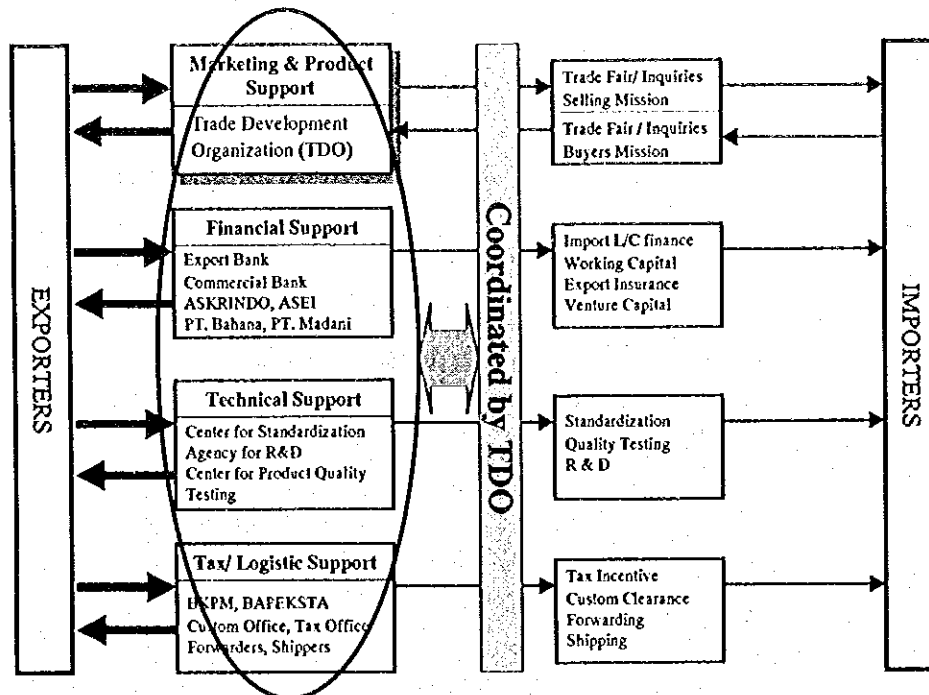 EXPORTERS
Marketing & Product
Support
Trade Development
Organization (TDO)
Financial Support
Export Bank
Commercial Bank
ASKRINDO, ASEI
PT. Bahana, PT. Madani
Technical Support
Center for Standardization
Agency for R&D
Center for Product Quality
Testing
Tax/ Logistic Support
BKPM, BAPEKSTA
Custom Office, Tax Office
Forwarders, Shippers
Coordinated by TDO
Trade Fair/ Inquiries
Selling Mission
Trade Fair / Inquiries
Buyers Mission
Import L/C finance
Working Capital
Export Insurance
Venture Capital
Standardization
Quality Testing
R & D
Tax Incentive
Custom Clearance
Forwarding
Shipping
IMPORTERS